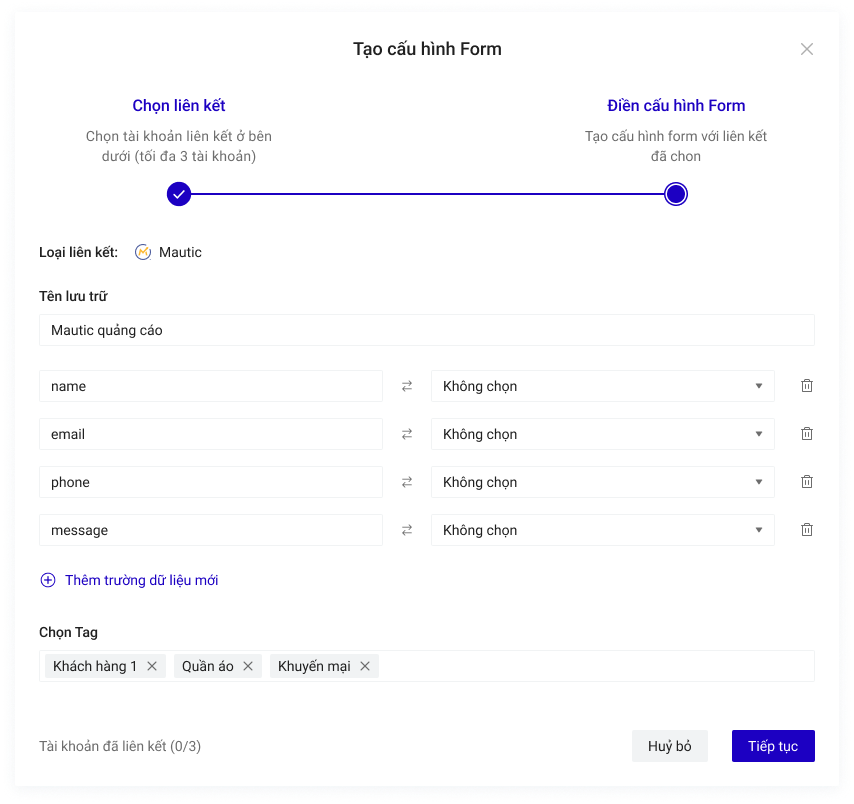 Tạo cấu hình Form
Chọn liên kết
Chọn tài khoản liên kết ở bên
dưới (tối đa 3 tài khoản)
Điền cấu hình Form
Tạo cấu hình form với liên kết
đã chon
Loại liên kết: Mautic
Tên lưu trữ
Mautic quảng cáo
name Không chọn
email Không chọn
phone Không chọn
message Không chọn
Thêm trường dữ liệu mới
Chọn Tag
Khách hàng 1 Quần áo Khuyến mại
Tài khoản đã liên kết (0/3) Huỷ bỏ Tiếp tục